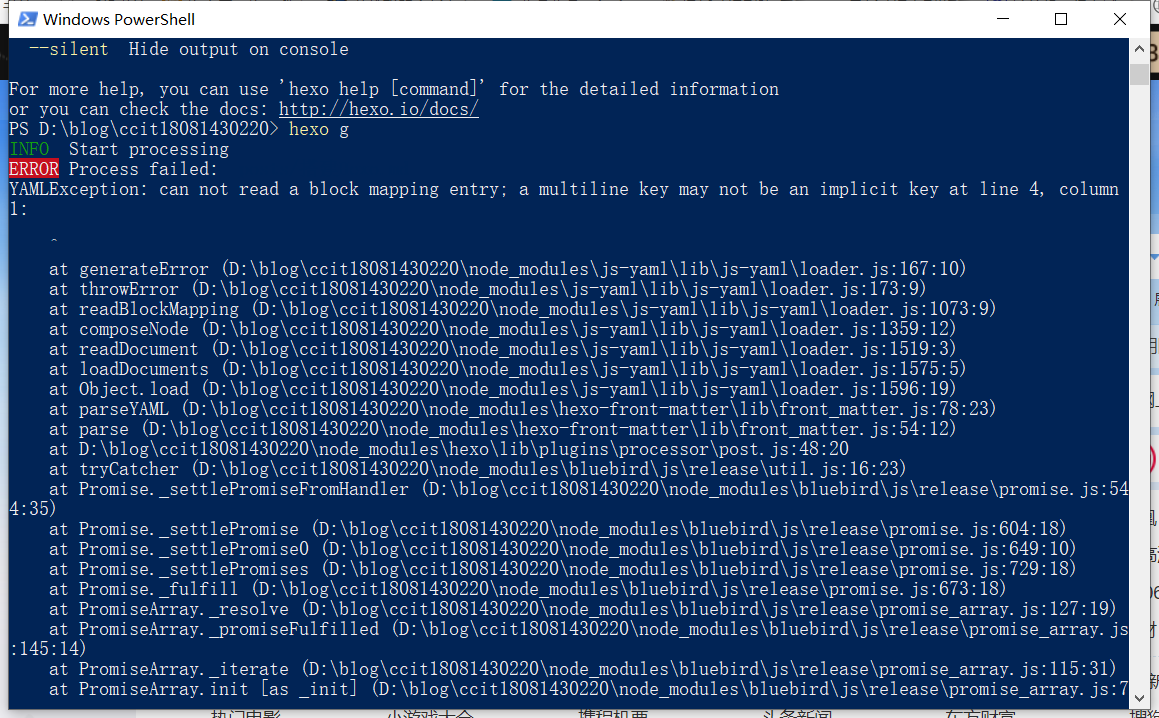 Windows PowerShell
--silent  Hide output on console
For more help, you can use 'hexo help [command]' for the detailed information
or you can check the docs: http://hexo.io/docs/
PS D:\blog\ccit18081430220> hexo g
INFO  Start processing
ERROR Process failed:
YAMLException: can not read a block mapping entry; a multiline key may not be an implicit key at line 4, column
1:
^
at generateError (D:\blog\ccit18081430220\node_modules\js-yaml\lib\js-yaml\loader.js:167:10)
at throwError (D:\blog\ccit18081430220\node_modules\js-yaml\lib\js-yaml\loader.js:173:9)
at readBlockMapping (D:\blog\ccit18081430220\node_modules\js-yaml\lib\js-yaml\loader.js:1073:9)
at composeNode (D:\blog\ccit18081430220\node_modules\js-yaml\lib\js-yaml\loader.js:1359:12)
at readDocument (D:\blog\ccit18081430220\node_modules\js-yaml\lib\js-yaml\loader.js:1519:3)
at loadDocuments (D:\blog\ccit18081430220\node_modules\js-yaml\lib\js-yaml\loader.js:1575:5)
at Object.load (D:\blog\ccit18081430220\node_modules\js-yaml\lib\js-yaml\loader.js:1596:19)
at parseYAML (D:\blog\ccit18081430220\node_modules\hexo-front-matter\lib\front_matter.js:78:23)
at parse (D:\blog\ccit18081430220\node_modules\hexo-front-matter\lib\front_matter.js:54:12)
at D:\blog\ccit18081430220\node_modules\hexo\lib\plugins\processor\post.js:48:20
at tryCatcher (D:\blog\ccit18081430220\node_modules\bluebird\js\release\util.js:16:23)
at Promise._settlePromiseFromHandler (D:\blog\ccit18081430220\node_modules\bluebird\js\release\promise.js:54
4:35)
at Promise._settlePromise (D:\blog\ccit18081430220\node_modules\bluebird\js\release\promise.js:604:18)
at Promise._settlePromise0 (D:\blog\ccit18081430220\node_modules\bluebird\js\release\promise.js:649:10)
at Promise._settlePromises (D:\blog\ccit18081430220\node_modules\bluebird\js\release\promise.js:729:18)
at Promise._fulfill (D:\blog\ccit18081430220\node_modules\bluebird\js\release\promise.js:673:18)
at PromiseArray._resolve (D:\blog\ccit18081430220\node_modules\bluebird\js\release\promise_array.js:127:19)
at PromiseArray._promiseFulfilled (D:\blog\ccit18081430220\node_modules\bluebird\js\release\promise_array.js
:145:14)
at PromiseArray._iterate (D:\blog\ccit18081430220\node_modules\bluebird\js\release\promise_array.js:115:31)
at PromiseArray.init [as _init] (D:\blog\ccit18081430220\node_modules\bluebird\js\release\promise_array.js:7